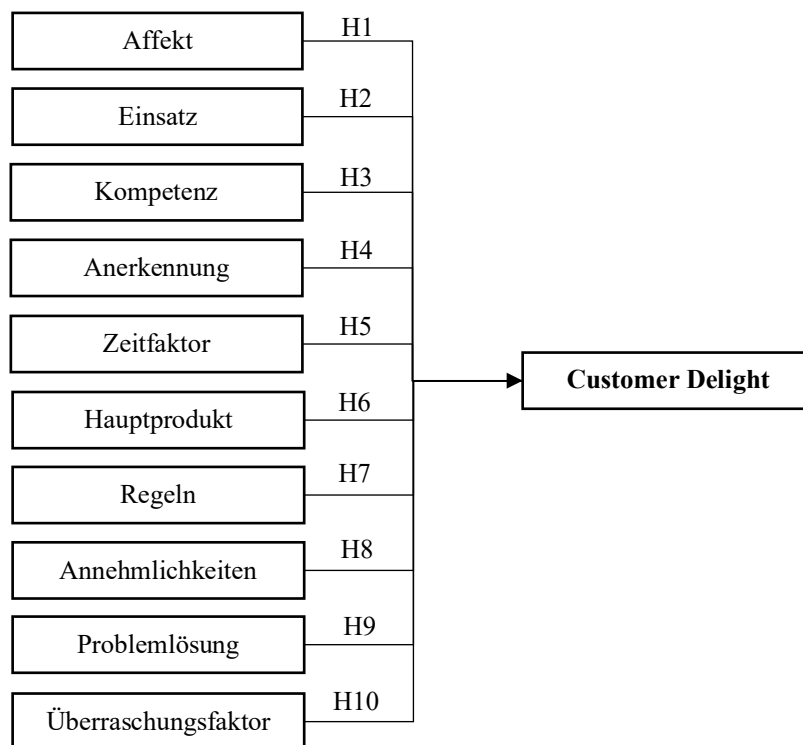 Affekt
H1
Einsatz
H2
Kompetenz
H3
Anerkennung
H4
Zeitfaktor
H5
Customer Delight
Hauptprodukt
H6
Regeln
H7
Annehmlichkeiten
H8
Problemlösung
H9
Überraschungsfaktor
H10